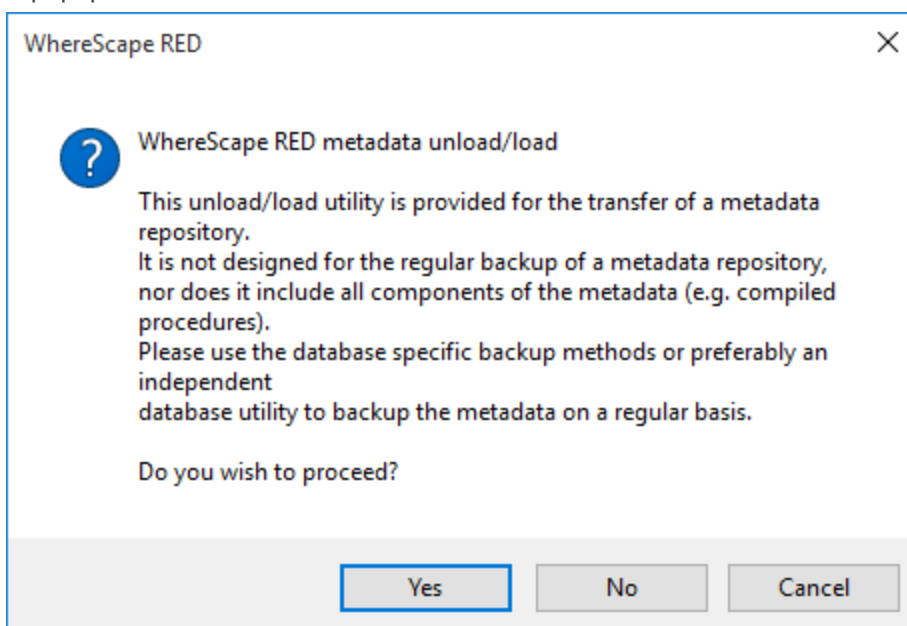 WhereScape RED
WhereScape RED metadata unload/load
This unload/load utility is provided for the transfer of a metadata
repository.
It is not designed for the regular backup of a metadata repository,
nor does it include all components of the metadata (e.g. compiled
procedures).
Please use the database specific backup methods or preferably an
independent
database utility to backup the metadata on a regular basis.
Do you wish to proceed?
Yes No Cancel